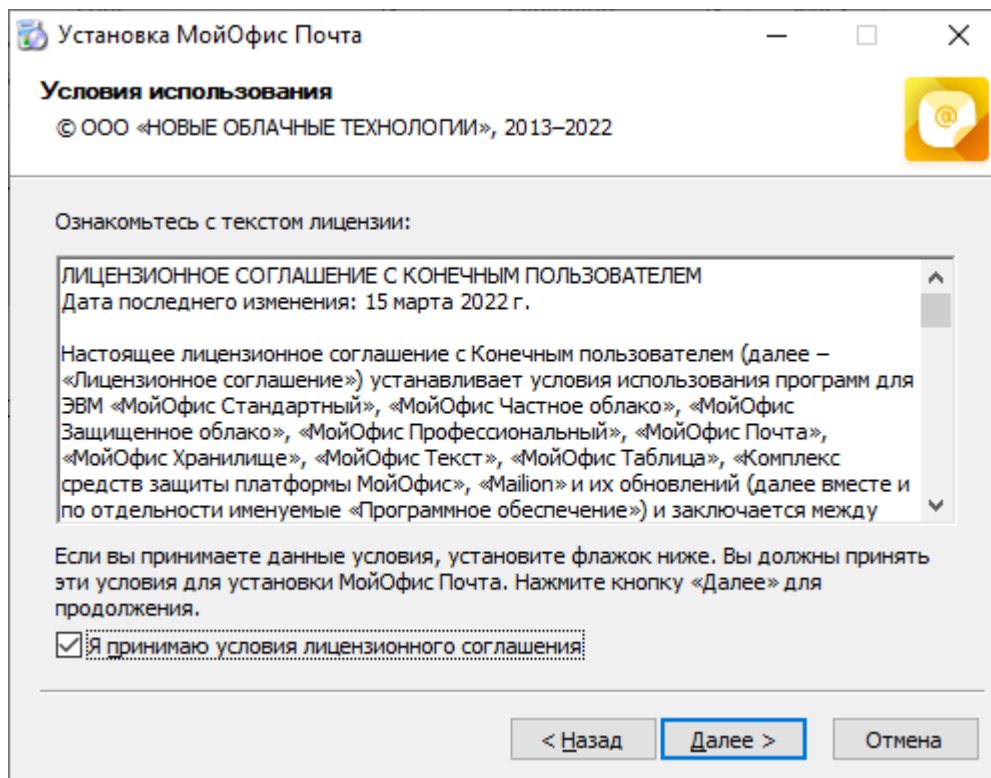 Установка МойОфис Почта
Условия использования
© ООО «НОВЫЕ ОБЛАЧНЫЕ ТЕХНОЛОГИИ», 2013–2022
@
Ознакомьтесь с текстом лицензии:
ЛИЦЕНЗИОННОЕ СОГЛАШЕНИЕ С КОНЕЧНЫМ ПОЛЬЗОВАТЕЛЕМ
Дата последнего изменения: 15 марта 2022 г.
Настоящее лицензионное соглашение с Конечным пользователем (далее –
«Лицензионное соглашение») устанавливает условия использования программ для
ЭВМ «МойОфис Стандартный», «МойОфис Частное облако», «МойОфис
Защищенное облако», «МойОфис Профессиональный», «МойОфис Почта»,
«МойОфис Хранилище», «МойОфис Текст», «МойОфис Таблица», «Комплекс
средств защиты платформы МойОфис», «Mailion» и их обновлений (далее вместе и
по отдельности именуемые «Программное обеспечение») и заключается между
Если вы принимаете данные условия, установите флажок ниже. Вы должны принять
эти условия для установки МойОфис Почта. Нажмите кнопку «Далее» для
продолжения.
Я принимаю условия лицензионного соглашения
< Назад Далее > Отмена